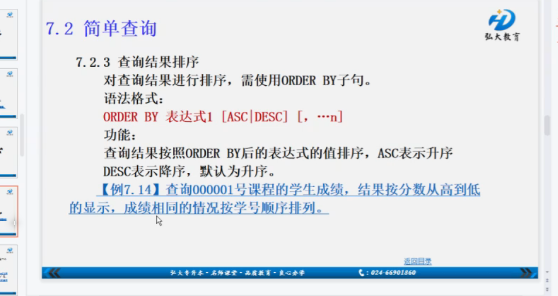 7.2 简单查询
弘大教育
7.2.3 查询结果排序
对查询结果进行排序，需使用ORDER BY子句。
语法格式：
ORDER BY 表达式1 [ASC|DESC] [，…n]
功能：
查询结果按照ORDER BY后的表达式的值排序，ASC表示升序
DESC表示降序，默认为升序。
【例7.14】查询000001号课程的学生成绩，结果按分数从高到低
的显示，成绩相同的情况按学号顺序排列。
返回目录
弘大专升本·名师课堂·品质教育·良心办学
024-66901860